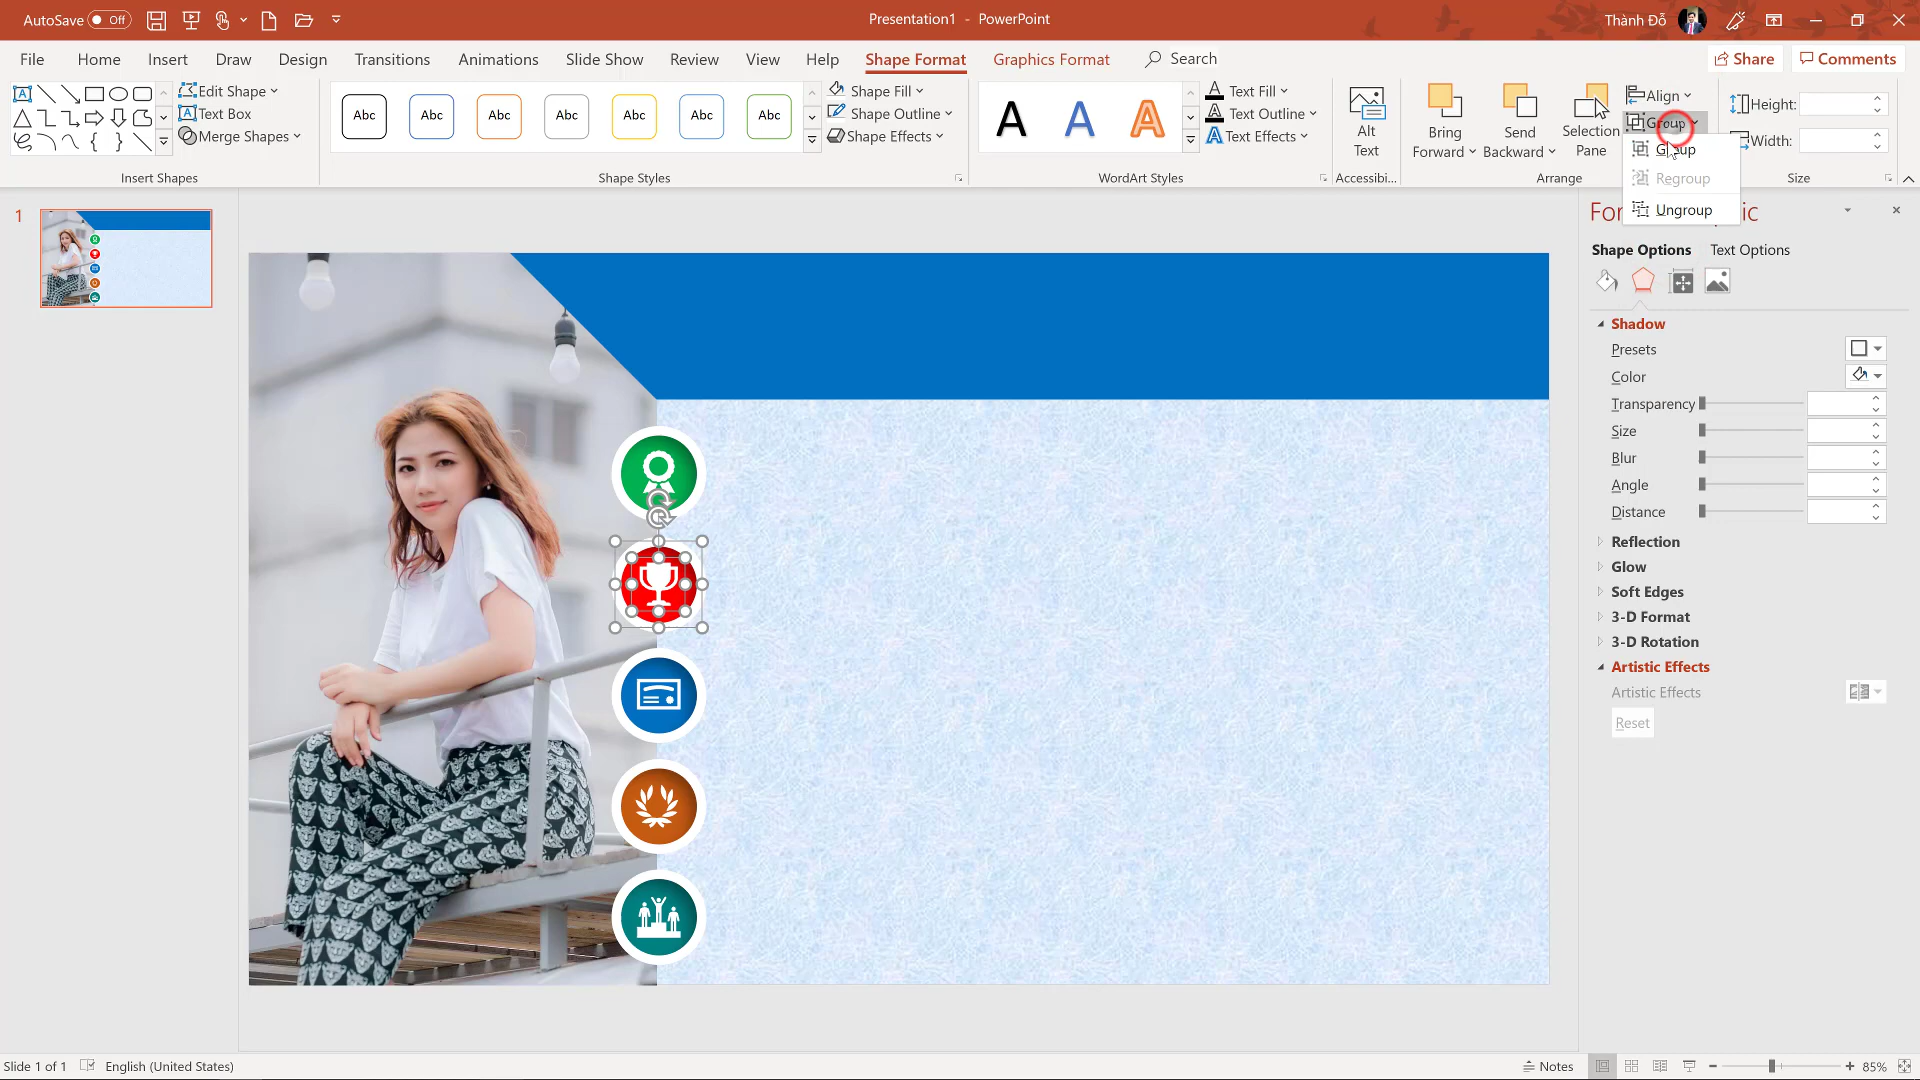 AutoSave Off
Presentation1 - PowerPoint
Thành Đỗ
File Home Insert Draw Design Transitions Animations Slide Show Review View Help Shape Format Graphics Format Search
Share Comments
Edit Shape
Text Box
Merge Shapes
Insert Shapes
Abc Abc Abc Abc Abc Abc Abc
Shape Fill
Shape Outline
Shape Effects
Shape Styles
A A A
Text Fill
Text Outline
Text Effects
WordArt Styles
Alt
Text
Accessibi...
Bring
Forward
Send
Backward
Selection
Pane
Align
Group
Arrange
Height:
Width:
Size
Group
Regroup
Ungroup
1
Shape Options Text Options
Shadow
Presets
Color
Transparency
Size
Blur
Angle
Distance
Reflection
Glow
Soft Edges
3-D Format
3-D Rotation
Artistic Effects
Artistic Effects
Reset
Slide 1 of 1 English (United States)
Notes 85%